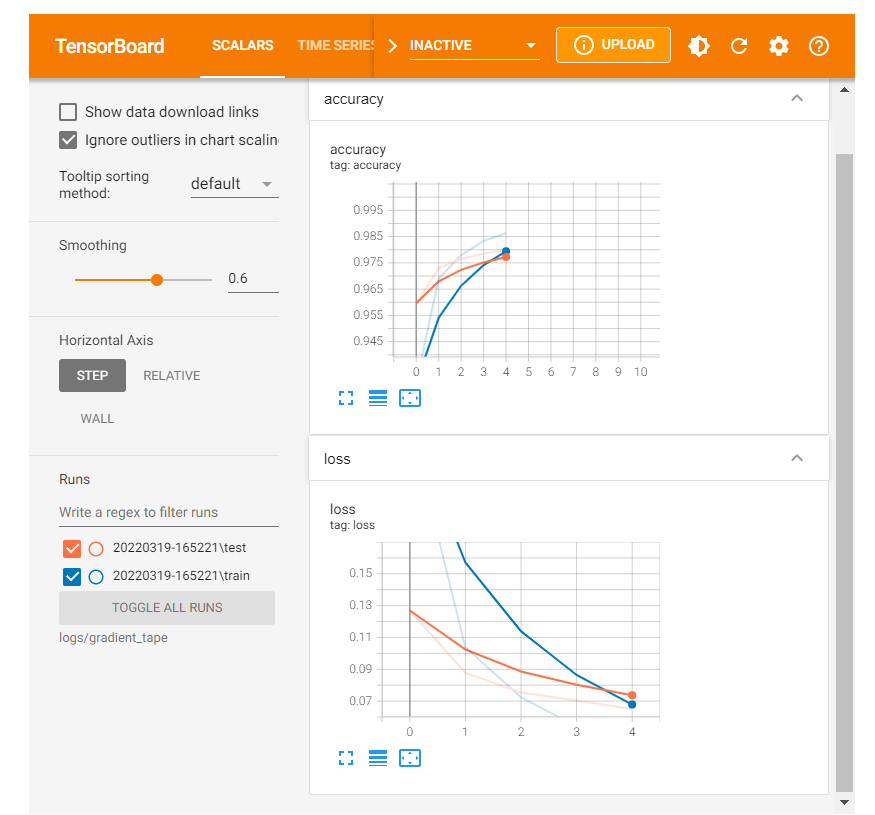 TensorBoard
SCALARS
TIME SERIES
INACTIVE
UPLOAD
Show data download links
Ignore outliers in chart scalin
Tooltip sorting
method:
default
Smoothing
0.6
Horizontal Axis
STEP
RELATIVE
WALL
Runs
Write a regex to filter runs
20220319-165221\test
20220319-165221\train
TOGGLE ALL RUNS
logs/gradient_tape
accuracy
accuracy
tag: accuracy
0.995
0.985
0.975
0.965
0.955
0.945
0 1 2 3 4 5 6 7 8 9 10
loss
loss
tag: loss
0.15
0.13
0.11
0.09
0.07
0 1 2 3 4